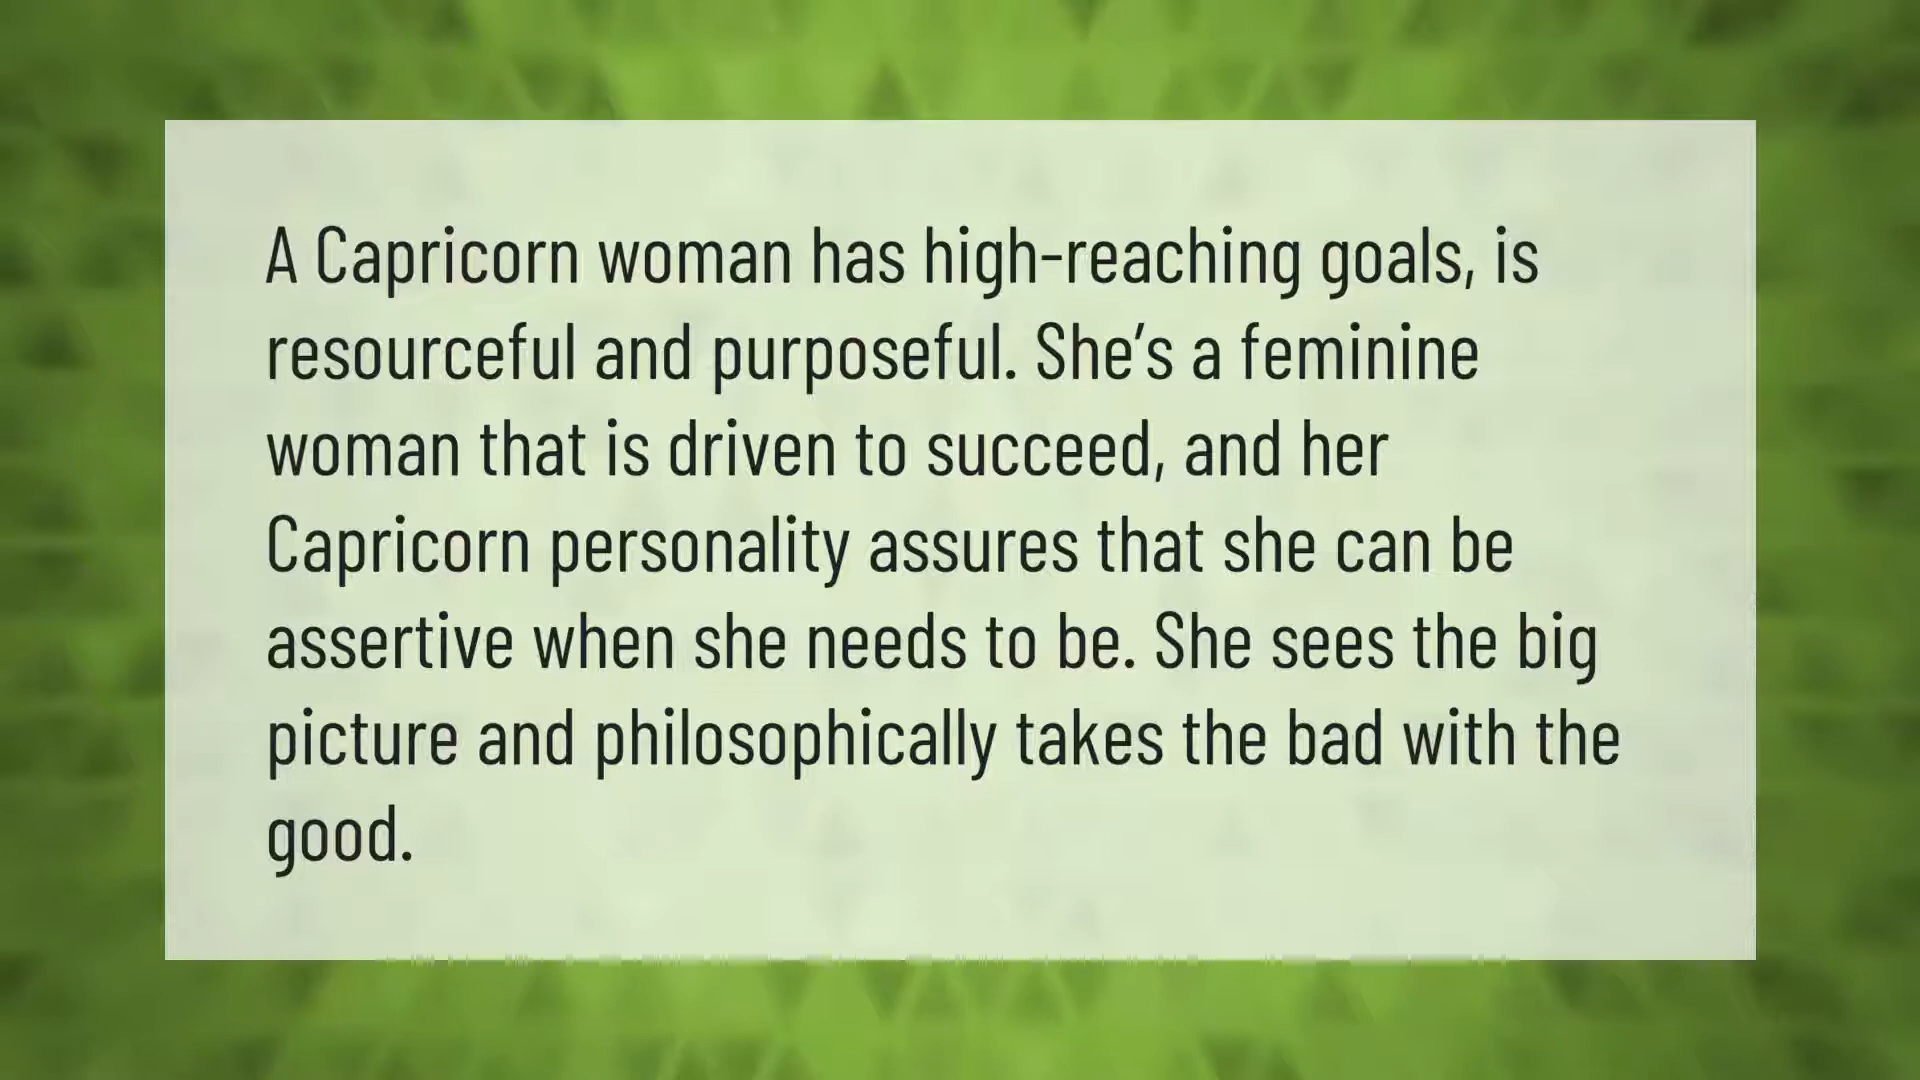 A Capricorn woman has high-reaching goals, is
resourceful and purposeful. She’s a feminine
woman that is driven to succeed, and her
Capricorn personality assures that she can be
assertive when she needs to be. She sees the big
picture and philosophically takes the bad with the
good.